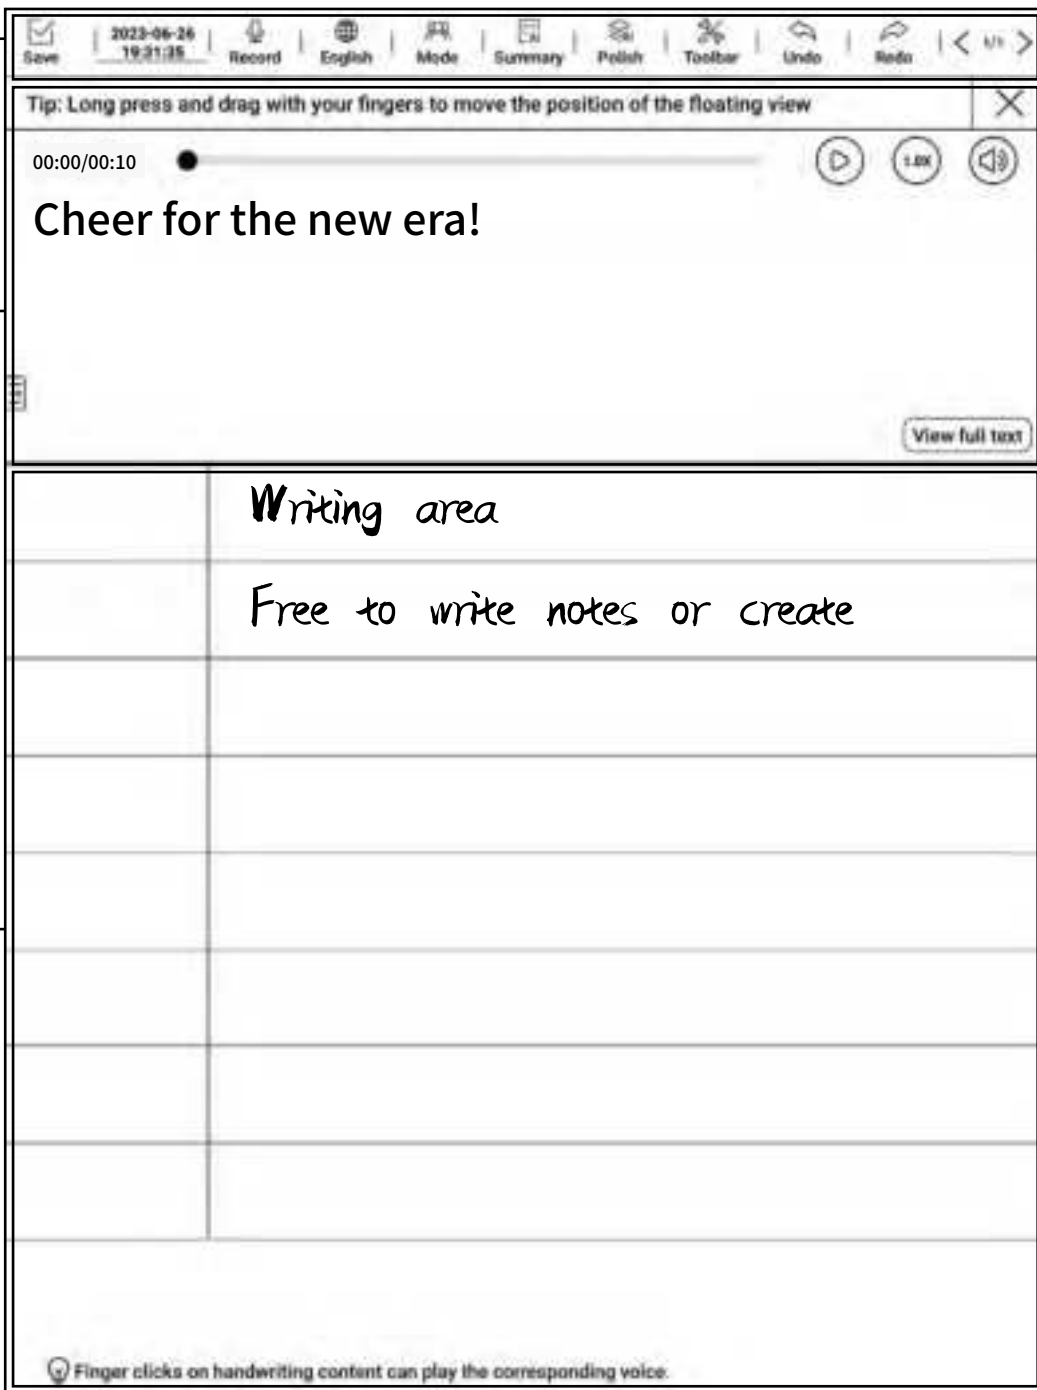 Save
2023-06-26
19:31:35
Record
English
Mode
Summary
Polish
Toolbar
Undo
Redo
Tip: Long press and drag with your fingers to move the position of the floating view
00:00/00:10
1.0X
Cheer for the new era!
View full text
Writing area
Free to write notes or create
Finger clicks on handwriting content can play the corresponding voice.